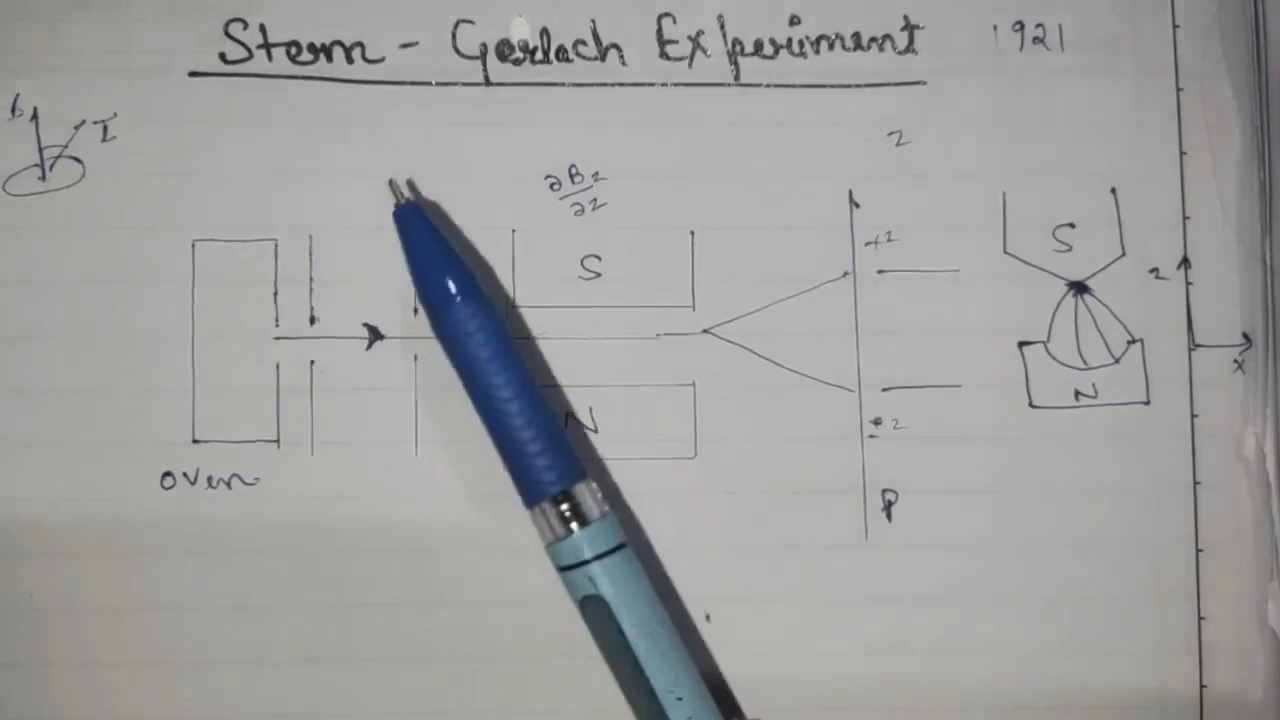 Stern - Gerlach Experiment 1921
I
z
∂Bz
∂z
+z
S
S
z
x
N
N
-z
oven
P